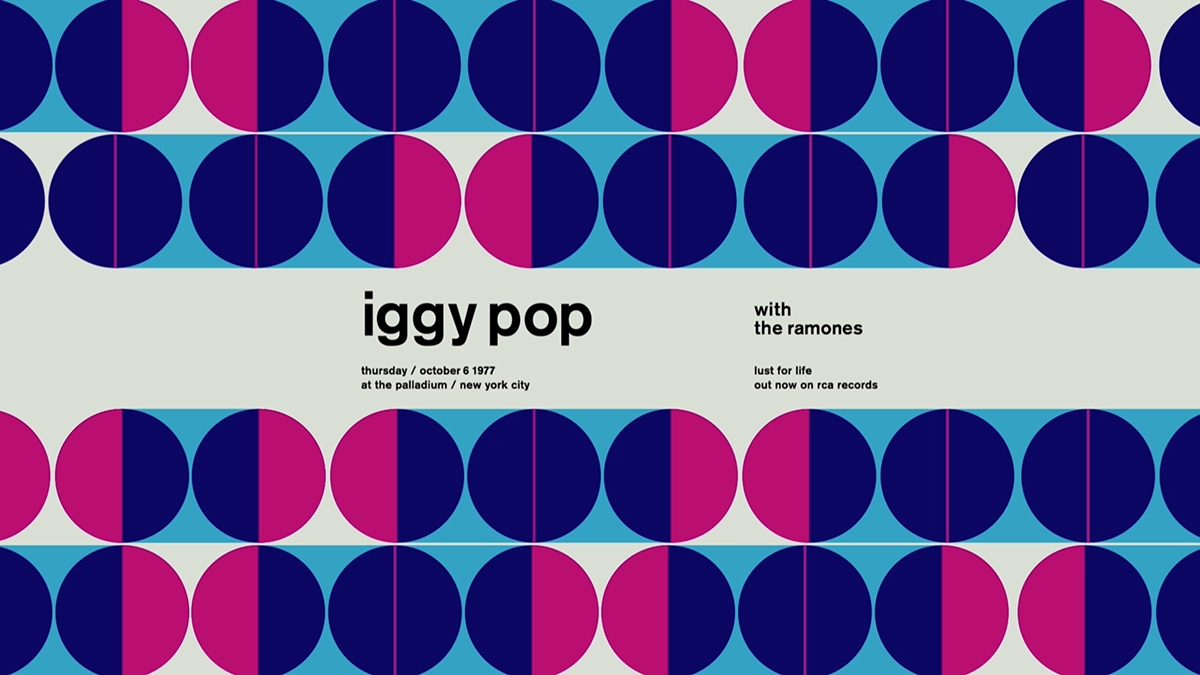 iggy pop
with
the ramones
thursday / october 6 1977
at the palladium / new york city
lust for life
out now on rca records